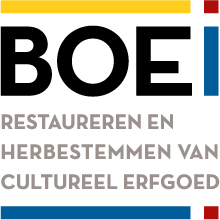 BOEi
RESTAUREREN EN
HERBESTEMMEN VAN
CULTUREEL ERFGOED